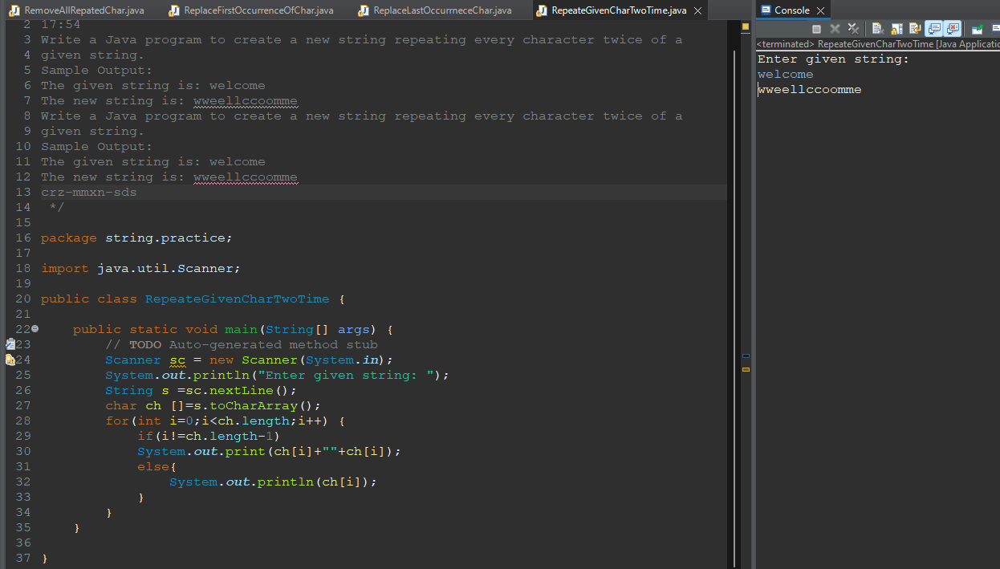 RemoveAllRepatedChar.java ReplaceFirstOccurrenceOfChar.java ReplaceLastOccurrneceChar.java RepeateGivenCharTwoTime.java
2 17:54
3 Write a Java program to create a new string repeating every character twice of a
4 given string.
5 Sample Output:
6 The given string is: welcome
7 The new string is: wweellccoomme
8 Write a Java program to create a new string repeating every character twice of a
9 given string.
10 Sample Output:
11 The given string is: welcome
12 The new string is: wweellccoomme
13 crz-mmxn-sds
14 */
15
16 package string.practice;
17
18 import java.util.Scanner;
19
20 public class RepeateGivenCharTwoTime {
21
22 public static void main(String[] args) {
23 // TODO Auto-generated method stub
24 Scanner sc = new Scanner(System.in);
25 System.out.println("Enter given string: ");
26 String s =sc.nextLine();
27 char ch []=s.toCharArray();
28 for(int i=0;i<ch.length;i++) {
29 if(i!=ch.length-1)
30 System.out.print(ch[i]+""+ch[i]);
31 else{
32 System.out.println(ch[i]);
33 }
34 }
35 }
36
37 }
Console
<terminated> RepeateGivenCharTwoTime [Java Applicatio
Enter given string:
welcome
wweellccoomme